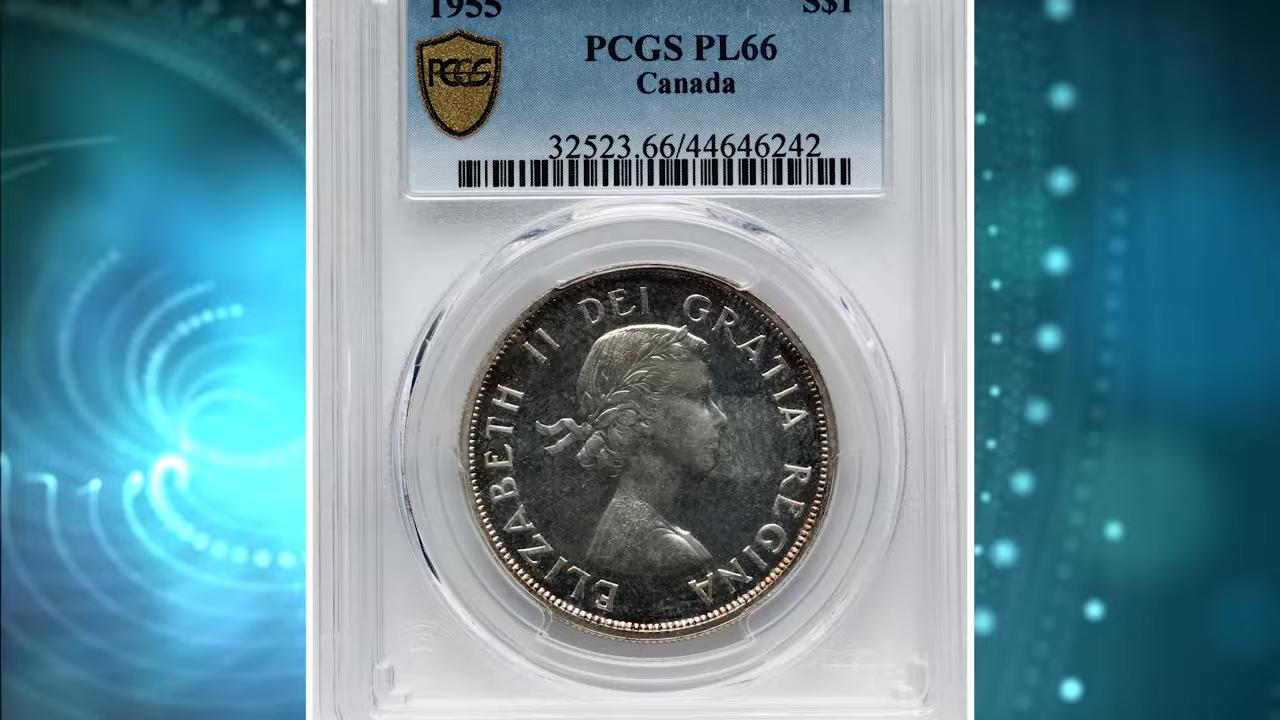 1955 S$1
PCGS PL66
PCGS
Canada
32523.66/44646242
ELIZABETH II DEI GRATIA REGINA